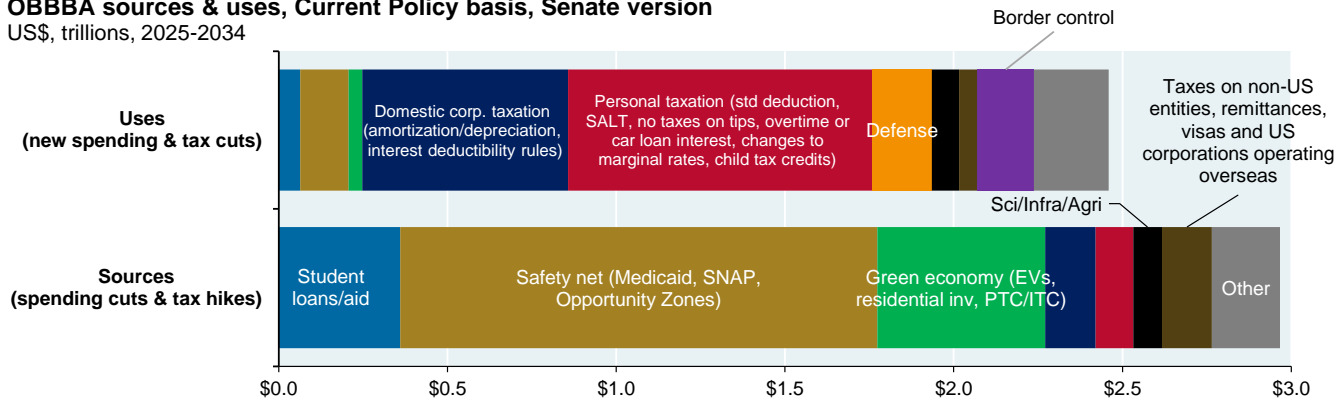 OBBBA sources & uses, Current Policy basis, Senate version
US$, trillions, 2025-2034
Border control
Uses
(new spending & tax cuts)
Domestic corp. taxation
(amortization/depreciation,
interest deductibility rules)
Personal taxation (std deduction,
SALT, no taxes on tips, overtime or
car loan interest, changes to
marginal rates, child tax credits)
Defense
Taxes on non-US
entities, remittances,
visas and US
corporations operating
overseas
Sci/Infra/Agri
Sources
(spending cuts & tax hikes)
Student
loans/aid
Safety net (Medicaid, SNAP,
Opportunity Zones)
Green economy (EVs,
residential inv, PTC/ITC)
Other
$0.0
$0.5
$1.0
$1.5
$2.0
$2.5
$3.0